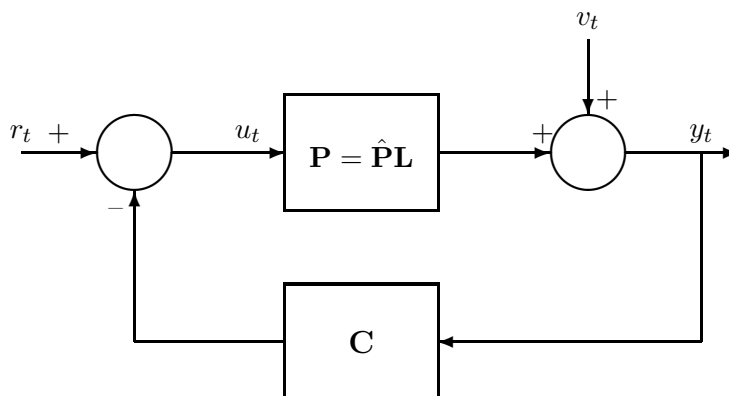 v_t
+
r_t + u_t P = P̂L + y_t
−
C